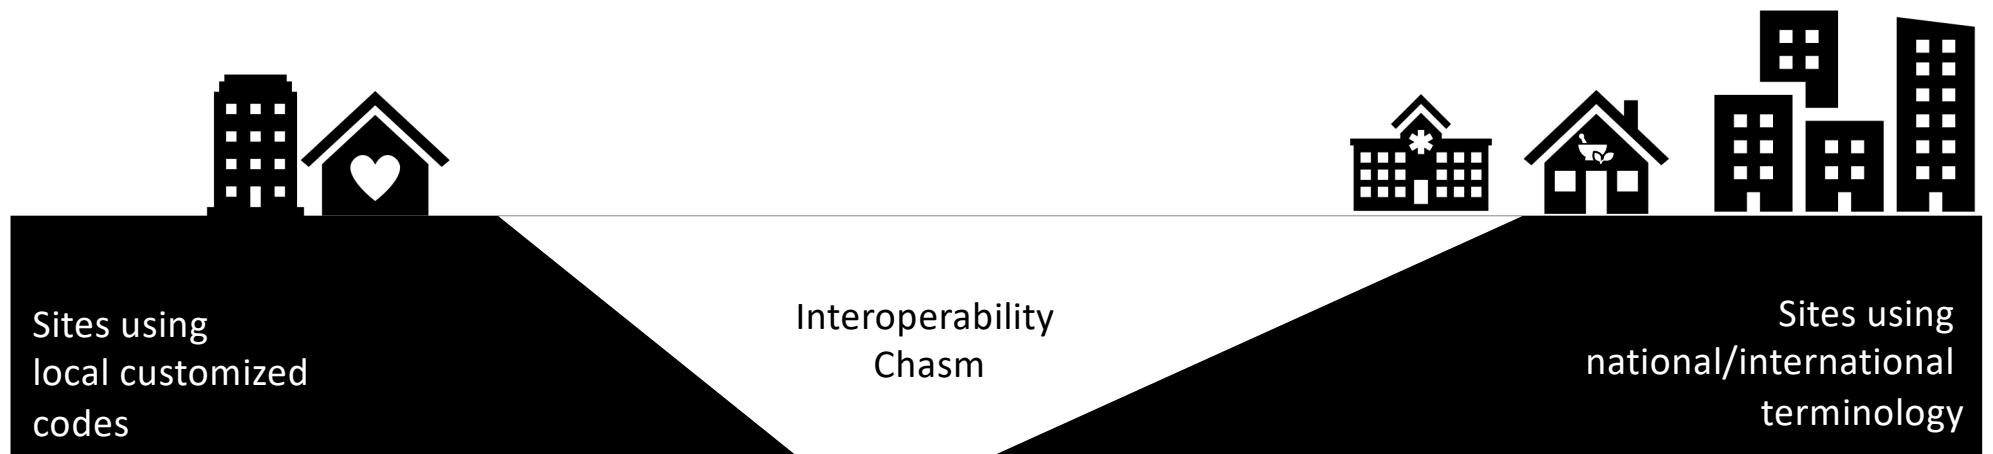 Sites using
local customized
codes
Interoperability
Chasm
Sites using
national/international
terminology